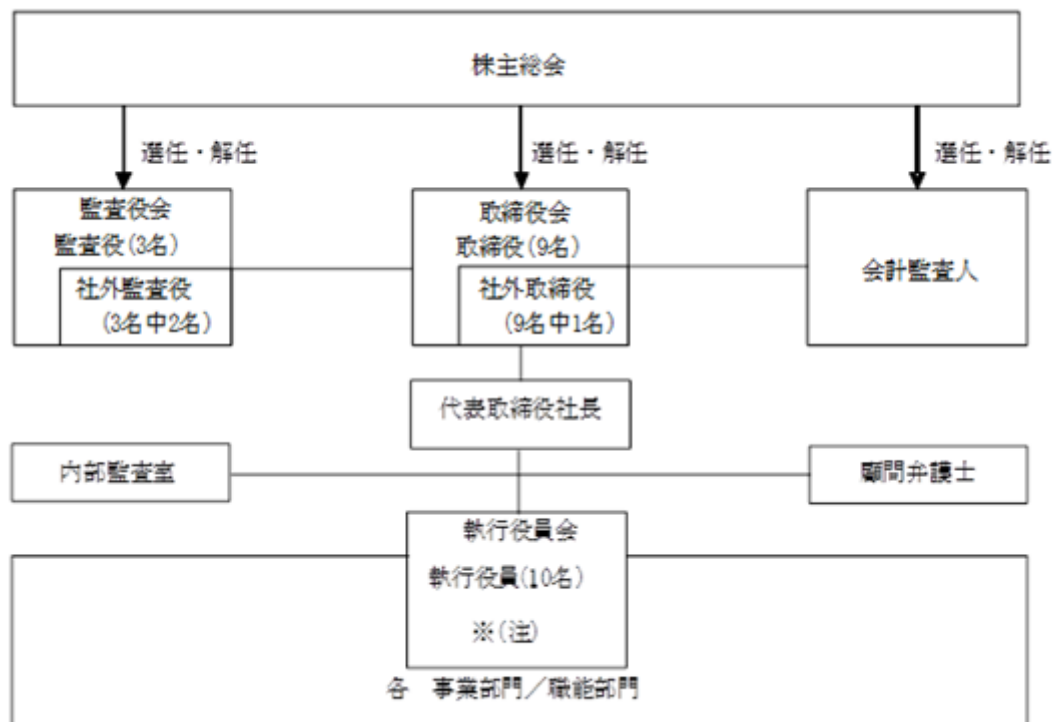 株主総会
選任・解任
選任・解任
選任・解任
監査役会
監査役(3名)
社外監査役
(3名中2名)
取締役会
取締役(9名)
社外取締役
(9名中1名)
会計監査人
代表取締役社長
内部監査室
顧問弁護士
執行役員会
執行役員(10名)
※(注)
各　事業部門／職能部門